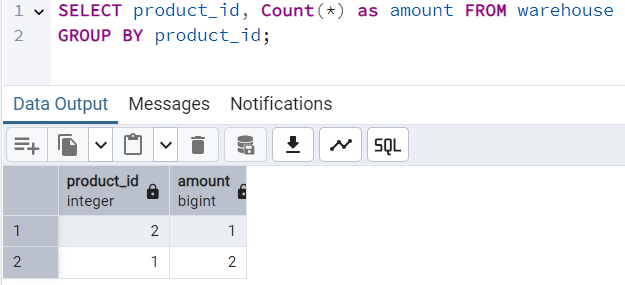 1 SELECT product_id, Count(*) as amount FROM warehouse
2 GROUP BY product_id;
Data Output Messages Notifications
SQL
product_id amount
integer bigint
1 2 1
2 1 2